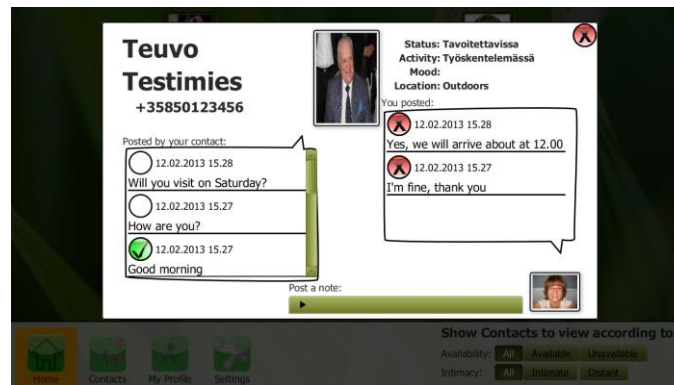 Teuvo
Testimies
+35850123456
Status: Tavoitettavissa
Activity: Työskentelemässä
Mood:
Location: Outdoors
Posted by your contact:
12.02.2013 15.28
Will you visit on Saturday?
12.02.2013 15.27
How are you?
12.02.2013 15.27
Good morning
You posted:
12.02.2013 15.28
Yes, we will arrive about at 12.00
12.02.2013 15.27
I'm fine, thank you
Post a note:
Home
Contacts
My Profile
Settings
Show Contacts to view according to
Availability: All Available Unavailable
Intimacy: All Intimate Distant